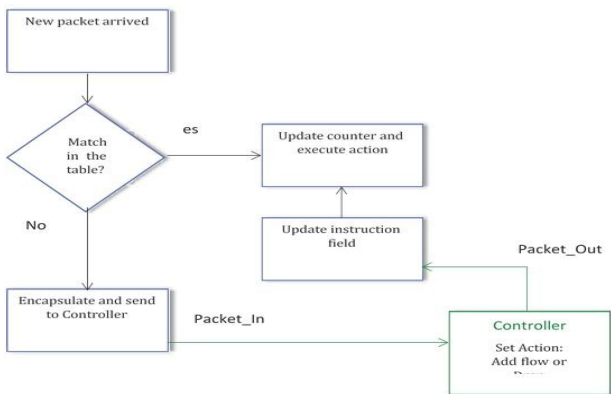 New packet arrived
Match
in the
table?
es
Update counter and
execute action
No
Update instruction
field
Packet_Out
Encapsulate and send
to Controller
Packet_In
Controller
Set Action:
Add flow or